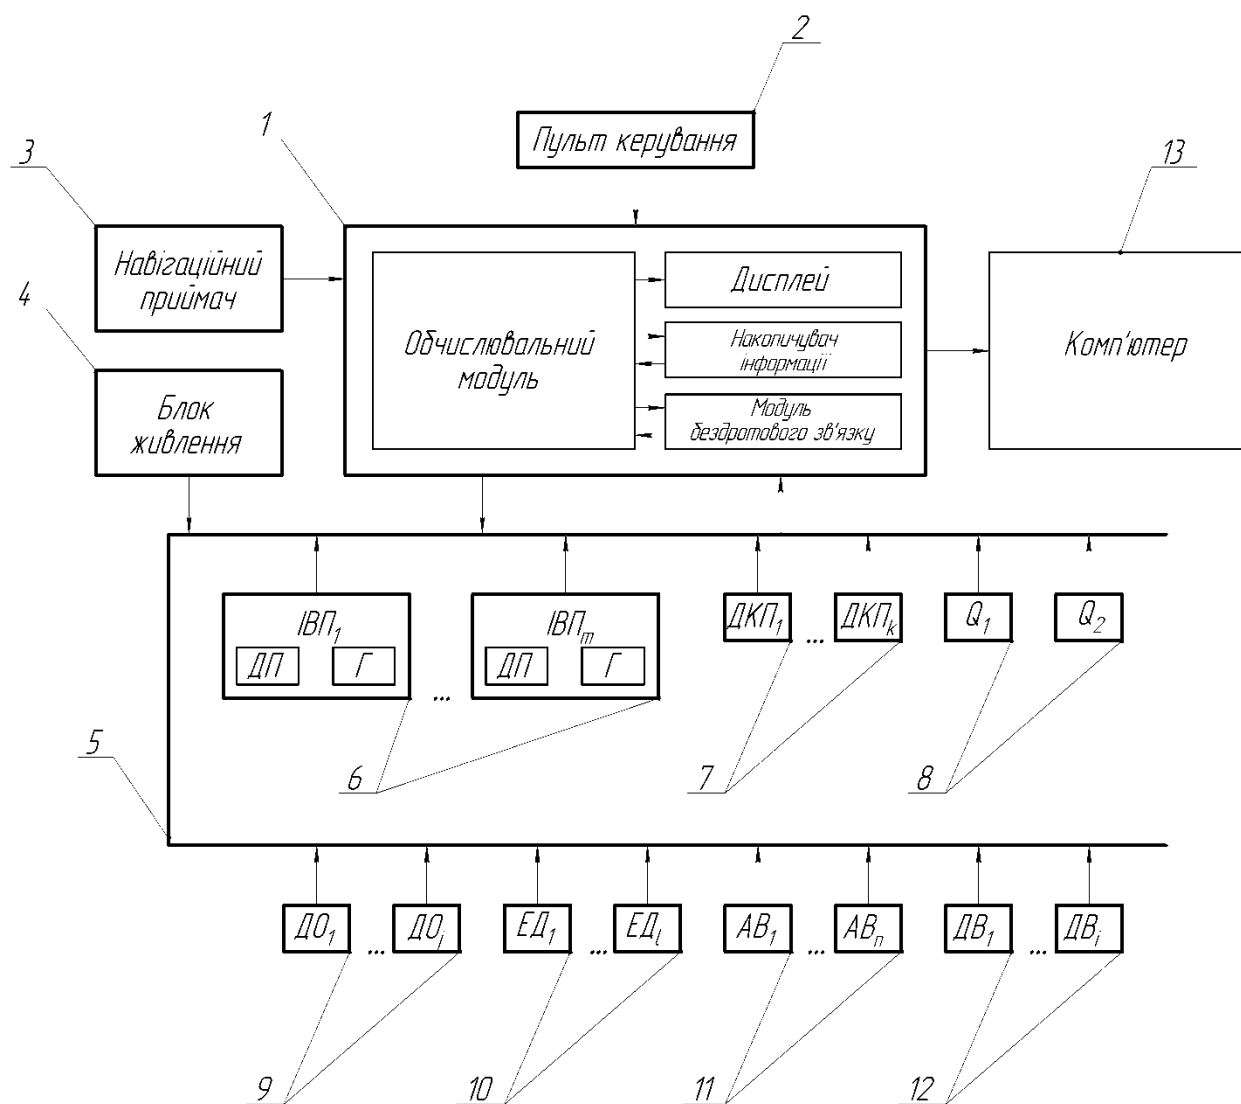 2
Пульт керування
1
3
13
Навігаційний
приймач
4
Обчислювальний
модуль
Дисплей
Накопичувач
інформації
Модуль
бездротового зв'язку
Комп'ютер
Блок
живлення
ІВП1
ДП
Г
...
ІВПm
ДП
Г
ДКП1
...
ДКПk
Q1
Q2
5
6
7
8
ДО1
...
ДОj
ЕД1
...
ЕДl
АВ1
...
АВn
ДВ1
...
ДВi
9
10
11
12